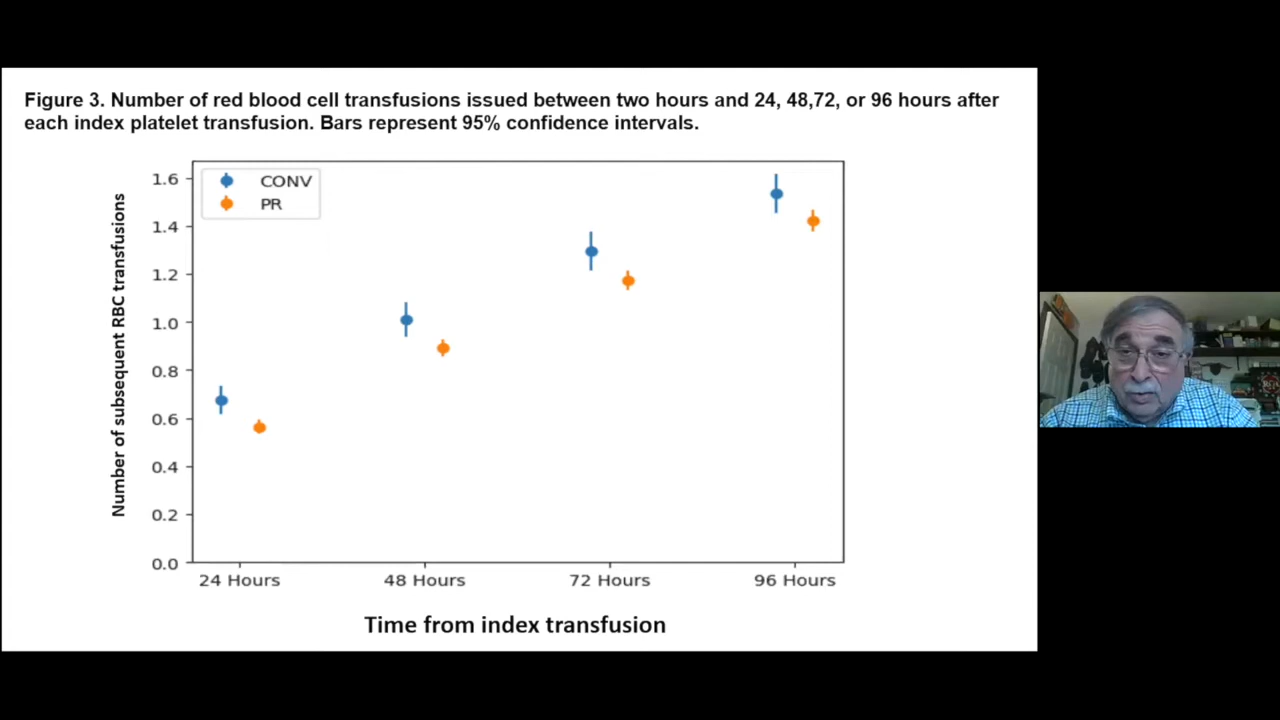 Figure 3. Number of red blood cell transfusions issued between two hours and 24, 48,72, or 96 hours after
each index platelet transfusion. Bars represent 95% confidence intervals.
CONV
PR
Number of subsequent RBC transfusions
1.6
1.4
1.2
1.0
0.8
0.6
0.4
0.2
0.0
24 Hours
48 Hours
72 Hours
96 Hours
Time from index transfusion